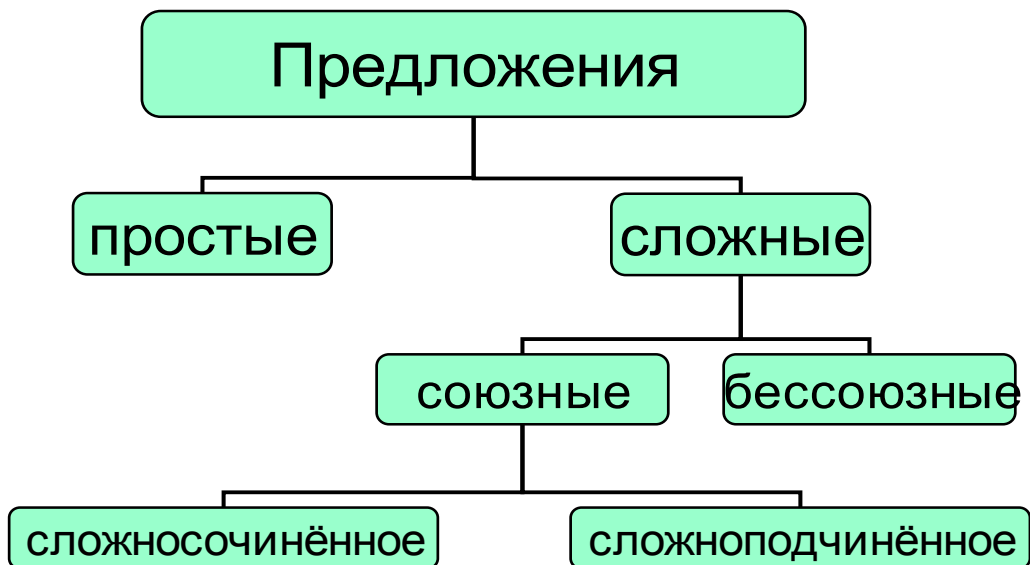 Предложения
простые
сложные
союзные
бессоюзные
сложносочинённое
сложноподчинённое